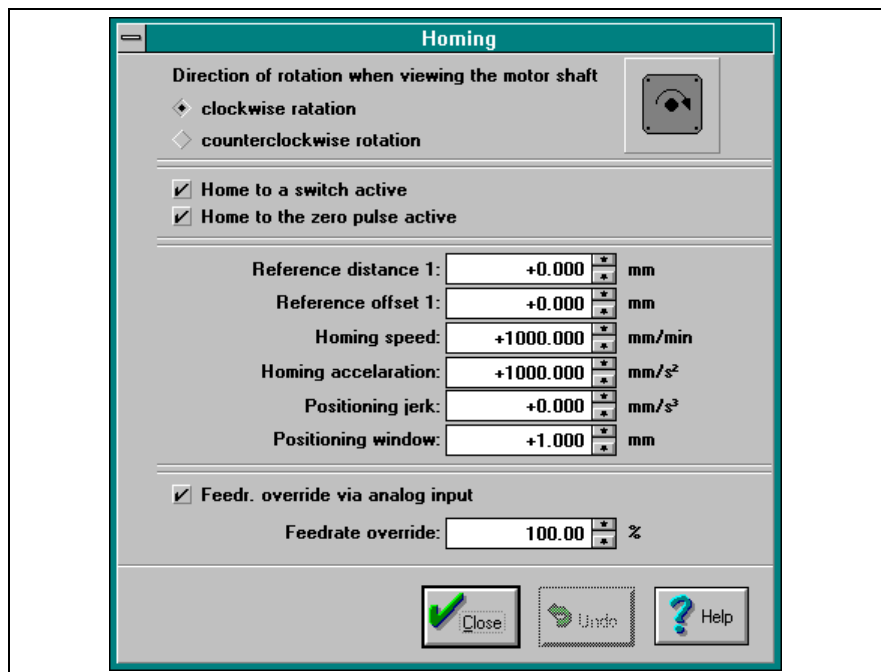 Homing
Direction of rotation when viewing the motor shaft
clockwise ratation
counterclockwise rotation
Home to a switch active
Home to the zero pulse active
Reference distance 1: +0.000 mm
Reference offset 1: +0.000 mm
Homing speed: +1000.000 mm/min
Homing accelaration: +1000.000 mm/s²
Positioning jerk: +0.000 mm/s³
Positioning window: +1.000 mm
Feedr. override via analog input
Feedrate override: 100.00 %
Close Undo ? Help